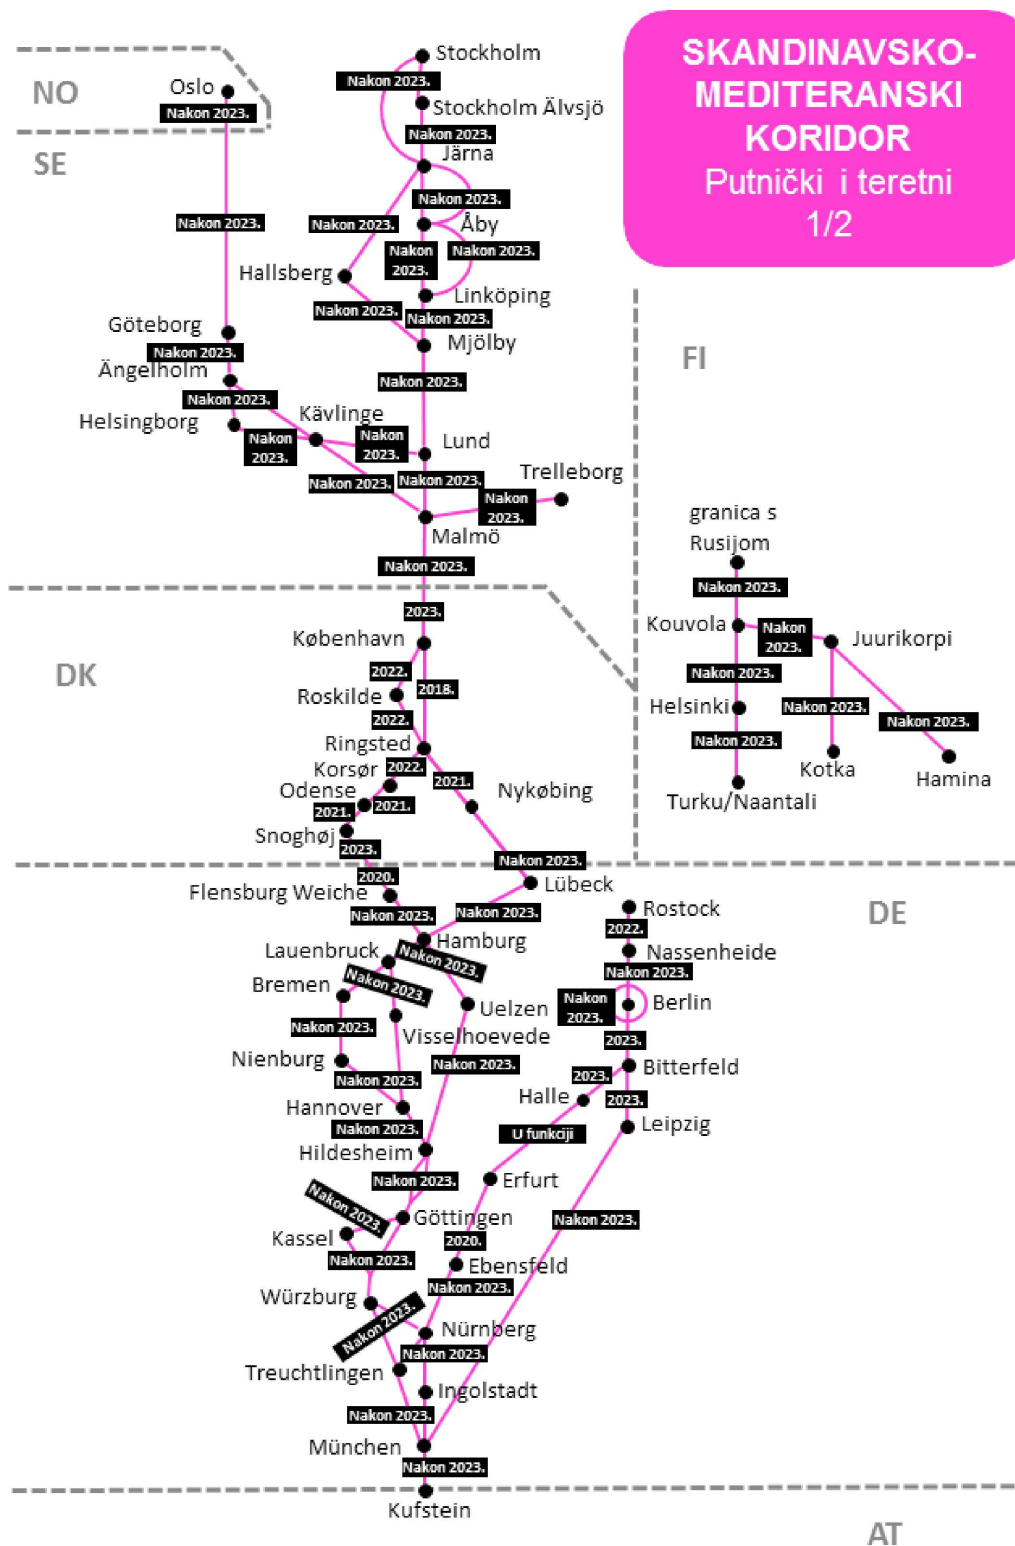 SKANDINAVSKO-
MEDITERANSKI
KORIDOR
Putnički i teretni
1/2
NO
Oslo
Nakon 2023.
SE
Stockholm
Nakon 2023.
Stockholm Älvsjö
Nakon 2023.
Järna
Nakon 2023.
Nakon 2023.
Nakon 2023.
Åby
Nakon
2023.
Nakon 2023.
Hallsberg
Linköping
Nakon 2023.
Nakon 2023.
Göteborg
Mjölby
Nakon 2023.
Ängelholm
Nakon 2023.
Nakon 2023.
Helsingborg
Kävlinge
Nakon
2023.
Nakon
2023.
Lund
Nakon 2023.
Nakon 2023.
Trelleborg
Nakon
2023.
Malmö
Nakon 2023.
FI
granica s
Rusijom
Nakon 2023.
Kouvola
Nakon
2023.
Juurikorpi
Nakon 2023.
Helsinki
Nakon 2023.
Nakon 2023.
Nakon 2023.
Kotka
Hamina
Turku/Naantali
DK
2023.
København
2022.
2018.
Roskilde
2022.
Ringsted
2022.
Korsør
2021.
Odense
2021.
2021.
Nykøbing
Snoghøj
2023.
Nakon 2023.
2020.
Lübeck
DE
Flensburg Weiche
Nakon 2023.
Nakon 2023.
Rostock
2022.
Hamburg
Lauenbruck
Nakon 2023.
Nassenheide
Nakon 2023.
Bremen
Nakon 2023.
Uelzen
Nakon
2023.
Berlin
Visselhoevede
Nakon 2023.
2023.
Nienburg
Nakon 2023.
Bitterfeld
Nakon 2023.
2023.
Halle
2023.
Hannover
Nakon 2023.
U funkciji
Leipzig
Hildesheim
Nakon 2023.
Erfurt
Nakon 2023.
Göttingen
Nakon 2023.
Kassel
Nakon 2023.
2020.
Ebensfeld
Nakon 2023.
Würzburg
Nakon 2023.
Nürnberg
Nakon 2023.
Treuchtlingen
Ingolstadt
Nakon 2023.
München
Nakon 2023.
Kufstein
AT